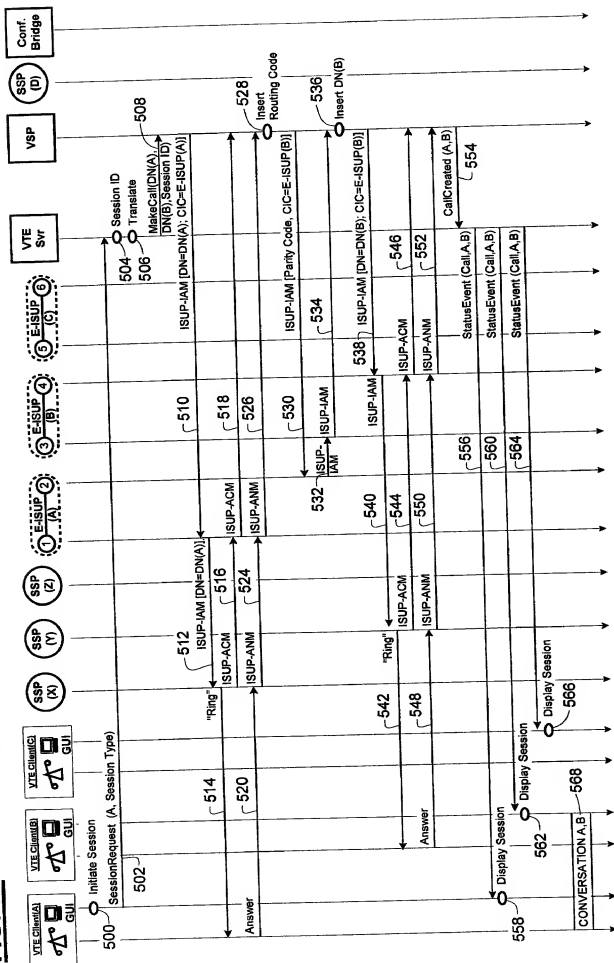 VTE Client(A)
GUI
VTE Client(B)
GUI
VTE Client(C)
GUI
SSP
(X)
SSP
(Y)
SSP
(Z)
E-ISUP
1 2
(A)
E-ISUP
3 4
(B)
E-ISUP
5 6
(C)
VTE
Svr
VSP
SSP
(D)
Conf.
Bridge
Initiate Session
500
SessionRequest (A, Session Type)
502
Session ID
504
Translate
506
MakeCall(DN(A),
DN(B),Session ID)
508
ISUP-IAM [DN=DN(A); CIC=E-ISUP(A)]
510
ISUP-IAM [DN=DN(A)]
512
"Ring"
514
ISUP-ACM
516
ISUP-ACM
518
Answer
520
ISUP-ANM
524
ISUP-ANM
526
528
Insert
Routing Code
ISUP-IAM [Parity Code, CIC=E-ISUP(B)]
530
ISUP-
IAM
532
ISUP-IAM
534
536
Insert DN(B)
ISUP-IAM [DN=DN(B); CIC=E-ISUP(B)]
538
ISUP-IAM
540
"Ring"
542
ISUP-ACM
544
ISUP-ACM
546
Answer
548
ISUP-ANM
550
ISUP-ANM
552
CallCreated (A,B)
554
StatusEvent (Call,A,B)
556
Display Session
558
StatusEvent (Call,A,B)
560
Display Session
562
StatusEvent (Call,A,B)
564
Display Session
566
CONVERSATION A,B
568